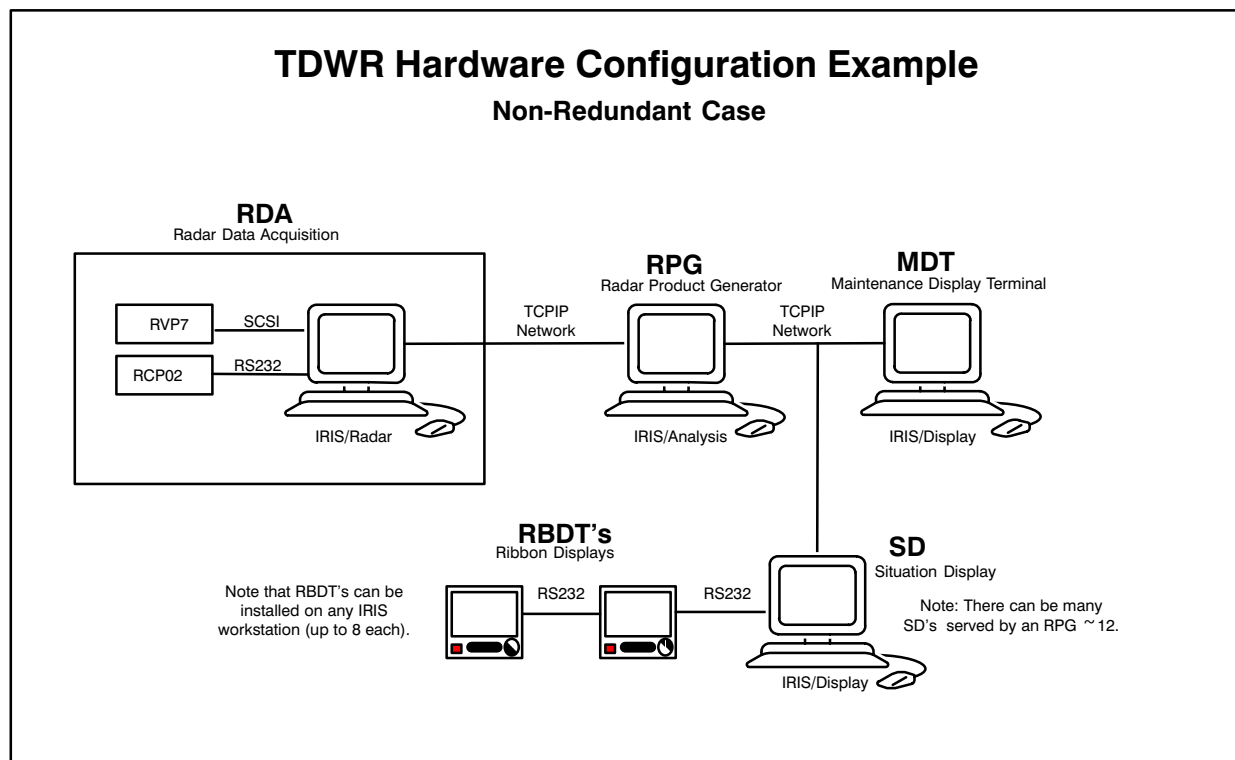 TDWR Hardware Configuration Example
Non-Redundant Case
RDA
Radar Data Acquisition
RVP7
SCSI
RCP02
RS232
IRIS/Radar
TCPIP
Network
RPG
Radar Product Generator
IRIS/Analysis
TCPIP
Network
MDT
Maintenance Display Terminal
IRIS/Display
RBDT's
Ribbon Displays
Note that RBDT's can be
installed on any IRIS
workstation (up to 8 each).
RS232
RS232
SD
Situation Display
Note: There can be many
SD's served by an RPG ~12.
IRIS/Display